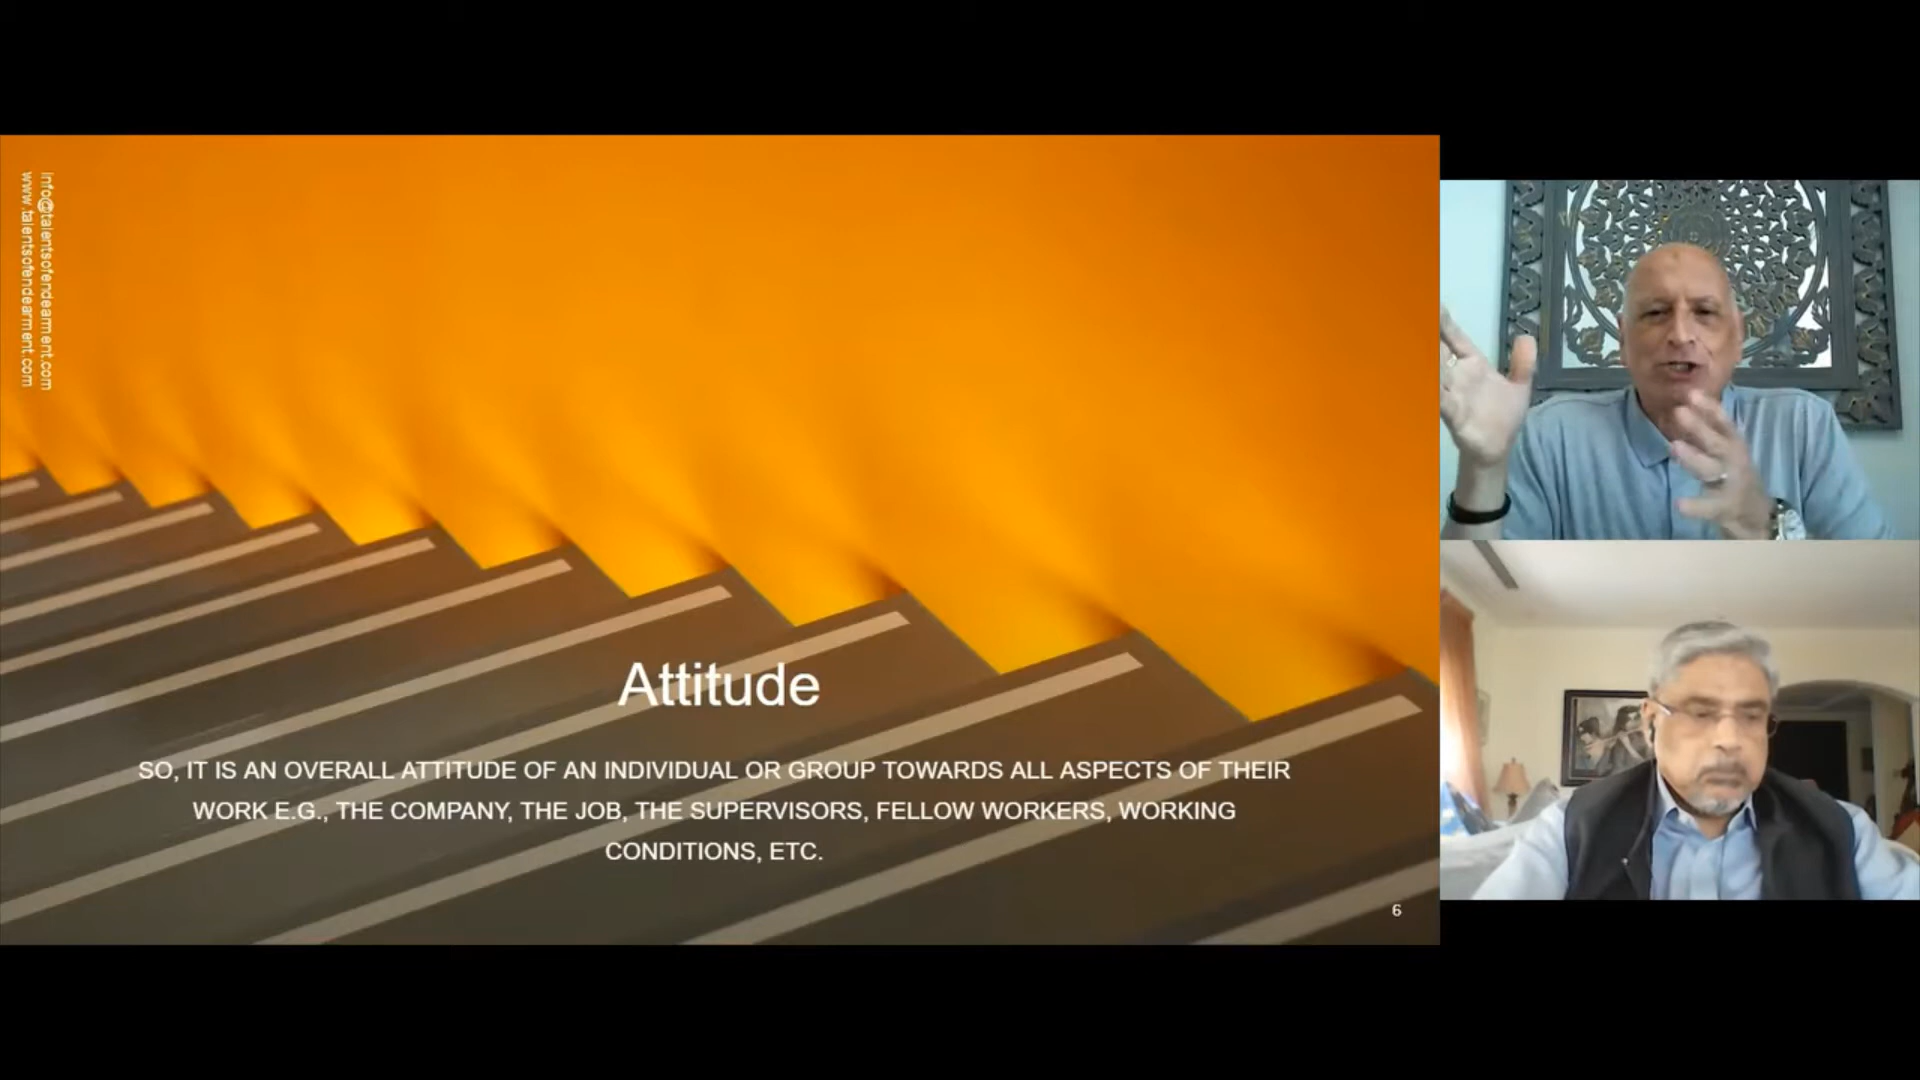 info@talentsofendearment.com
www.talentsofendearment.com
Attitude
SO, IT IS AN OVERALL ATTITUDE OF AN INDIVIDUAL OR GROUP TOWARDS ALL ASPECTS OF THEIR
WORK E.G., THE COMPANY, THE JOB, THE SUPERVISORS, FELLOW WORKERS, WORKING
CONDITIONS, ETC.
6